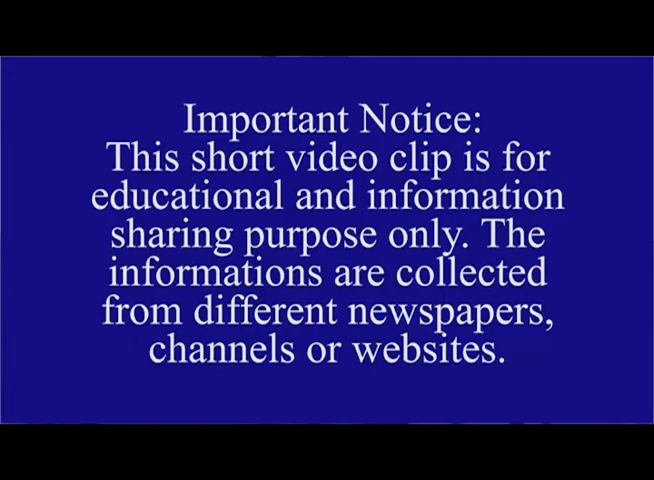 Important Notice:
This short video clip is for
educational and information
sharing purpose only. The
informations are collected
from different newspapers,
channels or websites.